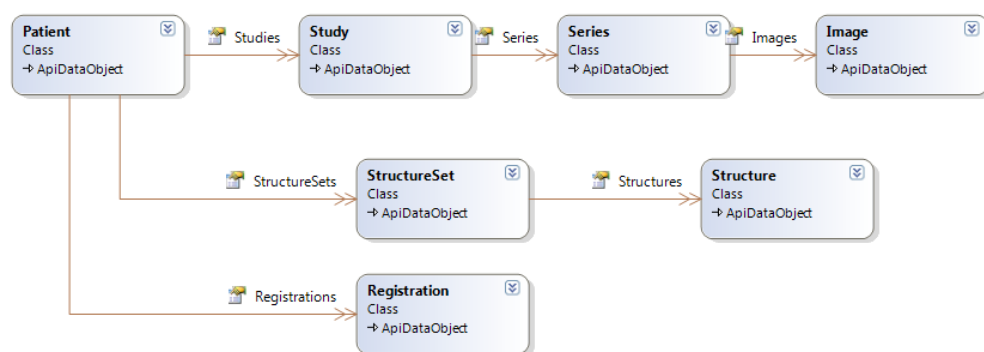 Patient
Class
→ ApiDataObject
Studies
Study
Class
→ ApiDataObject
Series
Series
Class
→ ApiDataObject
Images
Image
Class
→ ApiDataObject
StructureSets
StructureSet
Class
→ ApiDataObject
Structures
Structure
Class
→ ApiDataObject
Registrations
Registration
Class
→ ApiDataObject